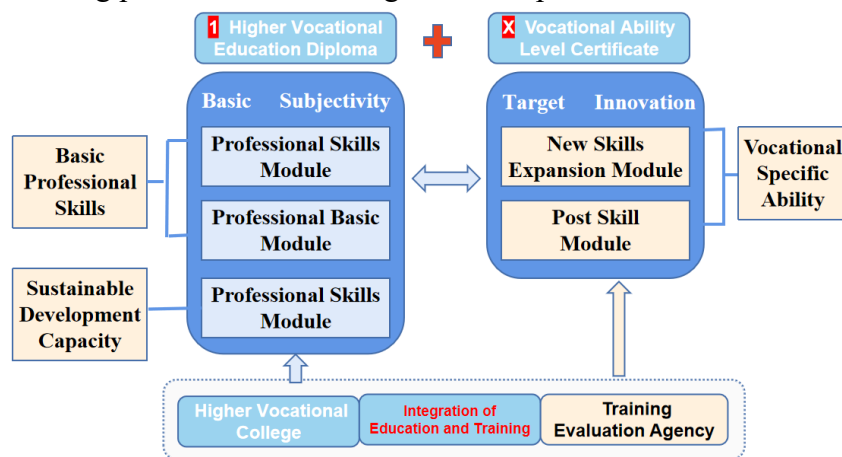 1 Higher Vocational
Education Diploma
X Vocational Ability
Level Certificate
Basic Subjectivity
Target Innovation
Professional Skills
Module
Professional Basic
Module
Professional Skills
Module
New Skills
Expansion Module
Post Skill
Module
Basic
Professional
Skills
Sustainable
Development
Capacity
Vocational
Specific
Ability
Higher Vocational
College
Integration of
Education and Training
Training
Evaluation Agency